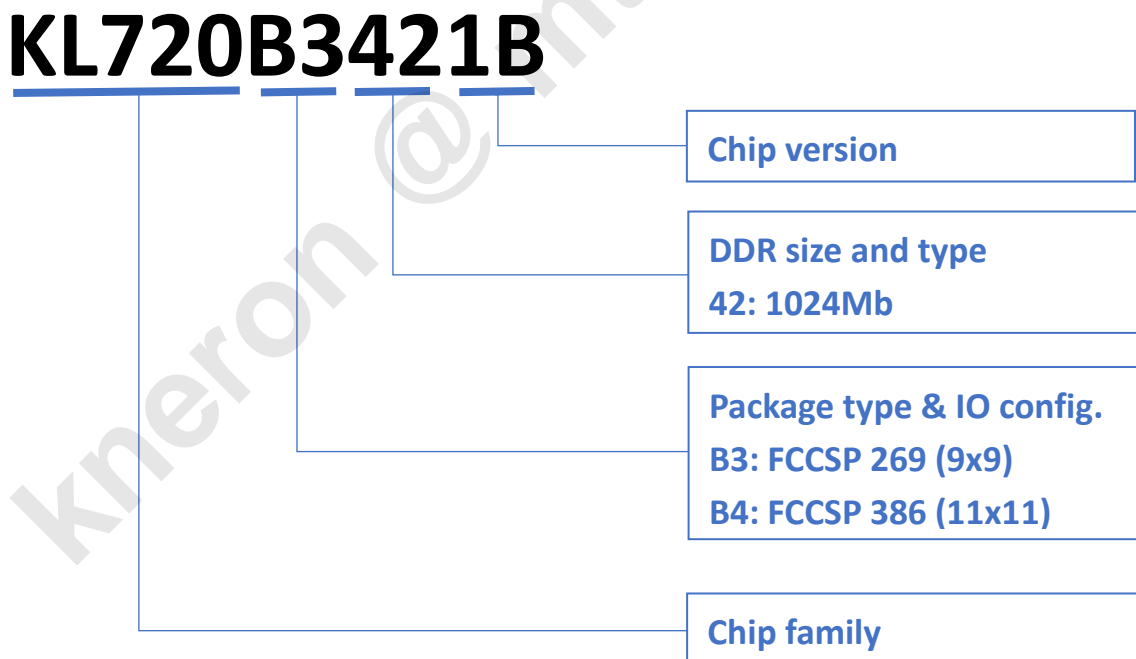 KL720B3421B
Chip version
DDR size and type
42: 1024Mb
Package type & IO config.
B3: FCCSP 269 (9x9)
B4: FCCSP 386 (11x11)
Chip family
kneron @